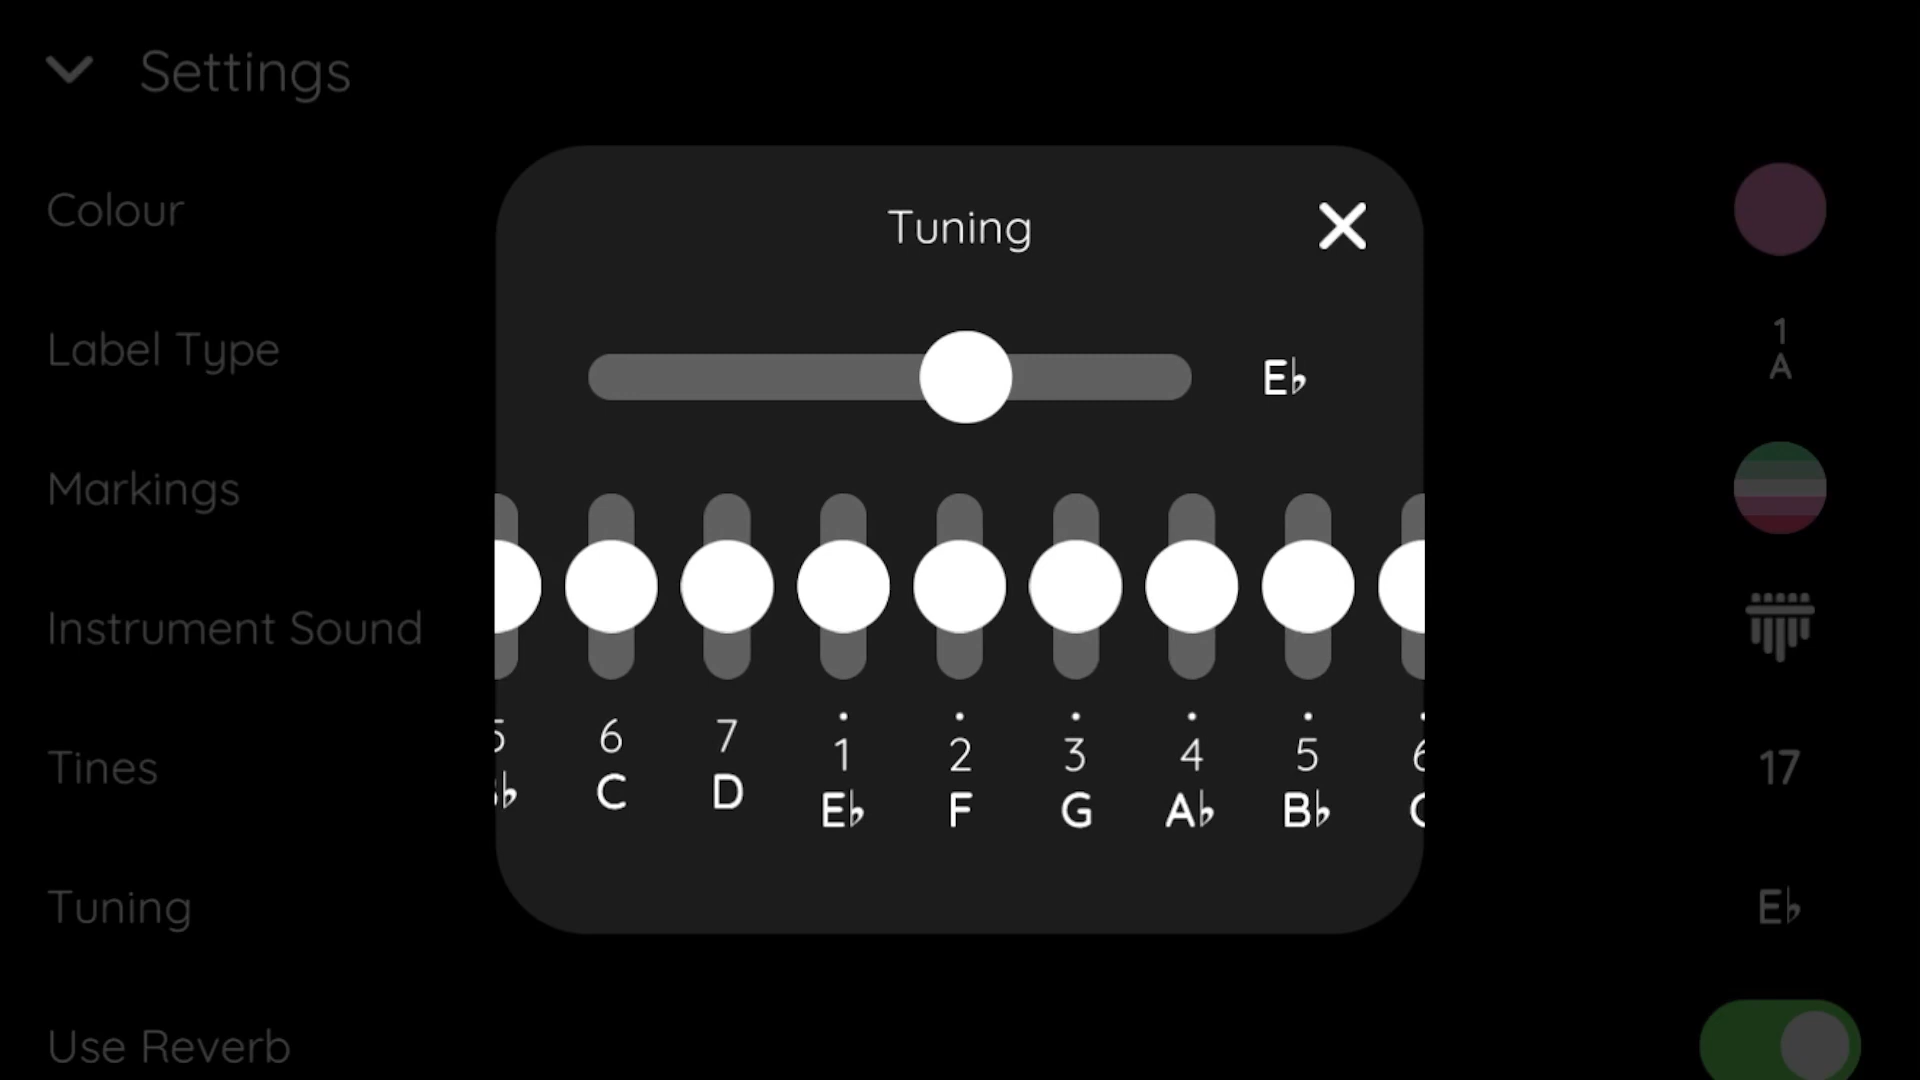 Settings
Tuning
Colour
E♭
Label Type
1
A
Markings
Instrument Sound
6 7 1 2 3 4 5
C D E♭ F G A♭ B♭
Tines 17
Tuning E♭
Use Reverb